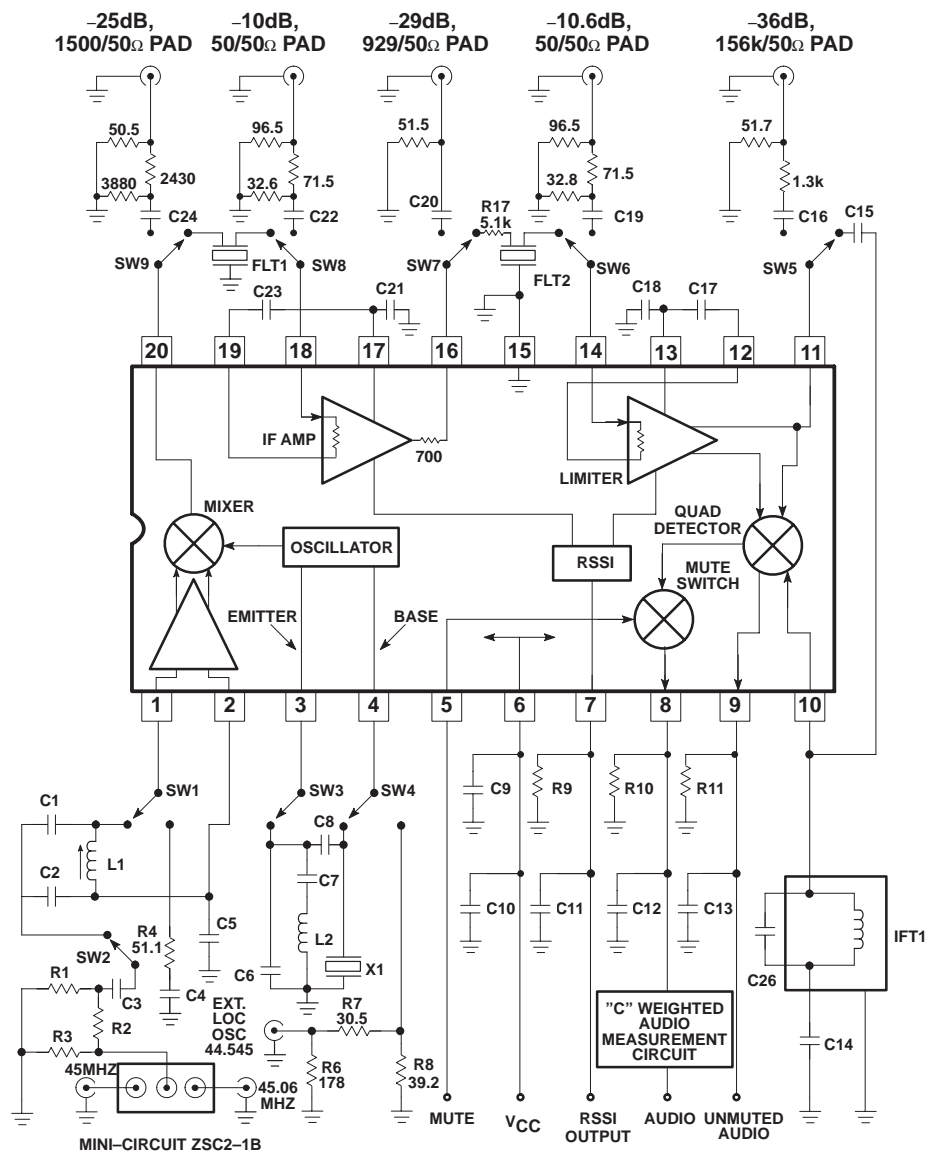 –25dB,
1500/50Ω PAD
–10dB,
50/50Ω PAD
–29dB,
929/50Ω PAD
–10.6dB,
50/50Ω PAD
–36dB,
156k/50Ω PAD
50.5
2430
3880
C24
96.5
71.5
32.6
C22
51.5
C20
R17
5.1k
96.5
71.5
32.8
C19
51.7
1.3k
C16
C15
SW9
FLT1
SW8
SW7
FLT2
SW6
SW5
C23
C21
C18
C17
20
19
18
17
16
15
14
13
12
11
IF AMP
700
LIMITER
MIXER
OSCILLATOR
RSSI
QUAD
DETECTOR
MUTE
SWITCH
EMITTER
BASE
1
2
3
4
5
6
7
8
9
10
SW1
SW3
SW4
C1
L1
C2
C5
C8
C7
L2
C6
X1
C9
R9
R10
R11
C10
C11
C12
C13
IFT1
C26
C14
R4
51.1
SW2
C3
C4
R1
R2
R3
EXT.
LOC
OSC
44.545
R7
30.5
R6
178
R8
39.2
"C" WEIGHTED
AUDIO
MEASUREMENT
CIRCUIT
45MHZ
45.06
MHZ
MINI–CIRCUIT ZSC2–1B
MUTE
VCC
RSSI
OUTPUT
AUDIO
UNMUTED
AUDIO